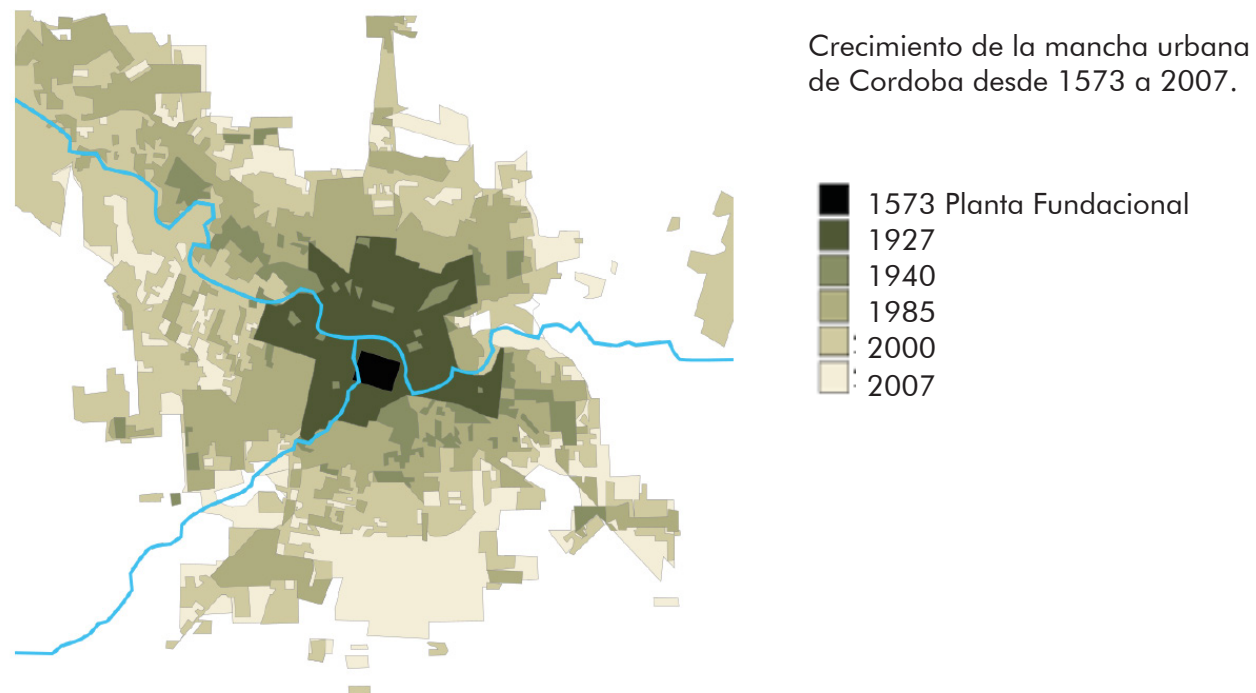 Crecimiento de la mancha urbana
de Cordoba desde 1573 a 2007.
1573 Planta Fundacional
1927
1940
1985
2000
2007